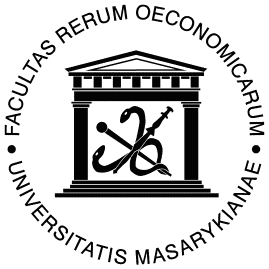 • FACULTAS RERUM OECONOMICARUM •
UNIVERSITATIS MASARYKIANAE